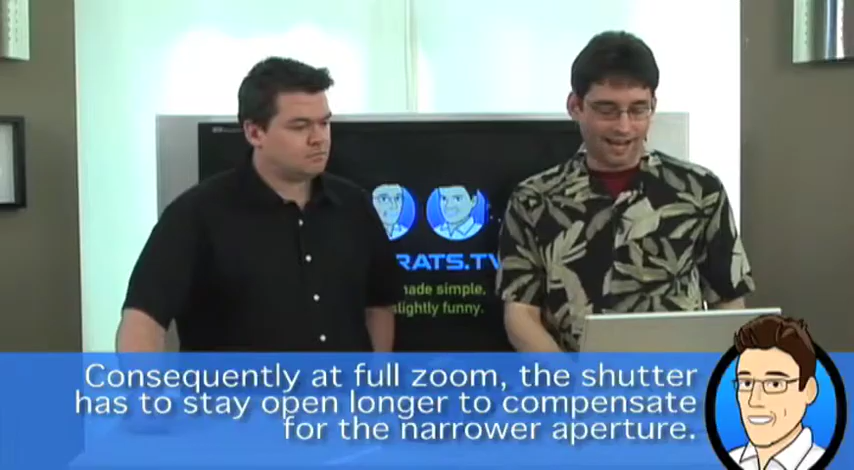 RATS.TV
made simple.
slightly funny.
Consequently at full zoom, the shutter
has to stay open longer to compensate
for the narrower aperture.